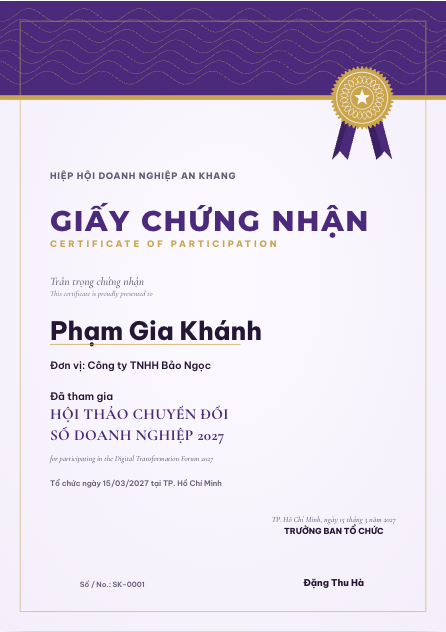 HIỆP HỘI DOANH NGHIỆP AN KHANG
GIẤY CHỨNG NHẬN
CERTIFICATE OF PARTICIPATION
Trân trọng chứng nhận
This certificate is proudly presented to
Phạm Gia Khánh
Đơn vị: Công ty TNHH Bảo Ngọc
Đã tham gia
HỘI THẢO CHUYỂN ĐỔI
SỐ DOANH NGHIỆP 2027
for participating in the Digital Transformation Forum 2027
Tổ chức ngày 15/03/2027 tại TP. Hồ Chí Minh
TP. Hồ Chí Minh, ngày 15 tháng 3 năm 2027
TRƯỞNG BAN TỔ CHỨC
Số / No.: SK-0001
Đặng Thu Hà